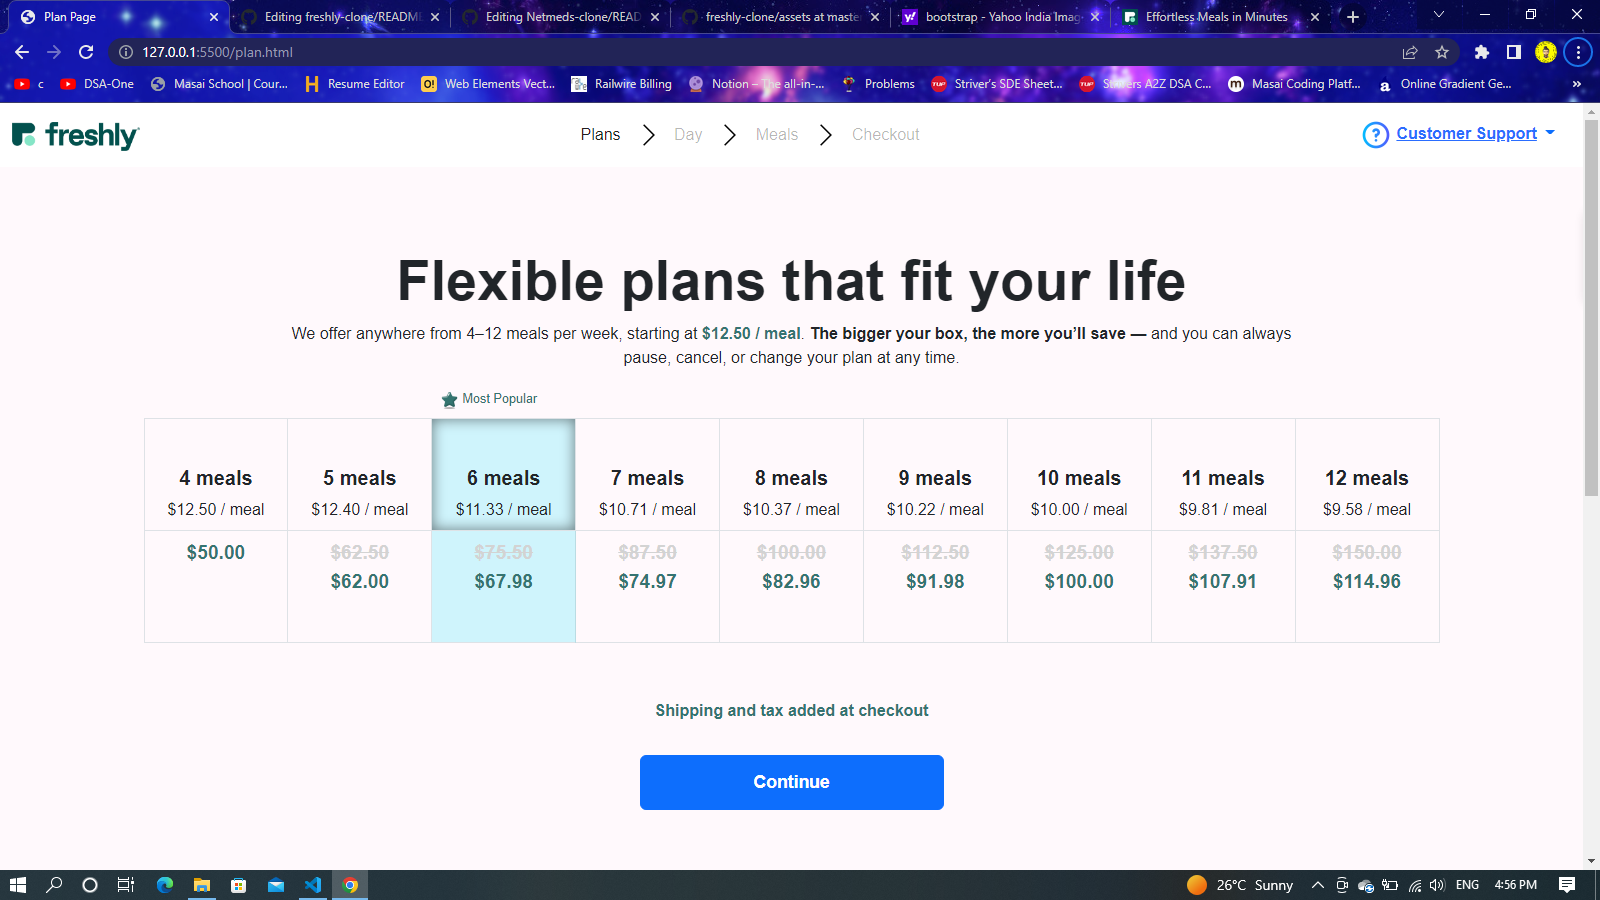 Plan Page
Editing freshly-clone/READM
Editing Netmeds-clone/READ
freshly-clone/assets at master
bootstrap - Yahoo India Imag
Effortless Meals in Minutes
127.0.0.1:5500/plan.html
c
DSA-One
Masai School | Cour...
Resume Editor
Web Elements Vect...
Railwire Billing
Notion – The all-in-...
Problems
Striver's SDE Sheet...
Strivers A2Z DSA C...
Masai Coding Platf...
Online Gradient Ge...
freshly
Plans
Day
Meals
Checkout
Customer Support
Flexible plans that fit your life
We offer anywhere from 4–12 meals per week, starting at $12.50 / meal. The bigger your box, the more you’ll save — and you can always
pause, cancel, or change your plan at any time.
Most Popular
4 meals 5 meals 6 meals 7 meals 8 meals 9 meals 10 meals 11 meals 12 meals
$12.50 / meal $12.40 / meal $11.33 / meal $10.71 / meal $10.37 / meal $10.22 / meal $10.00 / meal $9.81 / meal $9.58 / meal
$50.00 $62.50 $75.50 $87.50 $100.00 $112.50 $125.00 $137.50 $150.00
$62.00 $67.98 $74.97 $82.96 $91.98 $100.00 $107.91 $114.96
Shipping and tax added at checkout
Continue
26°C Sunny
ENG
4:56 PM